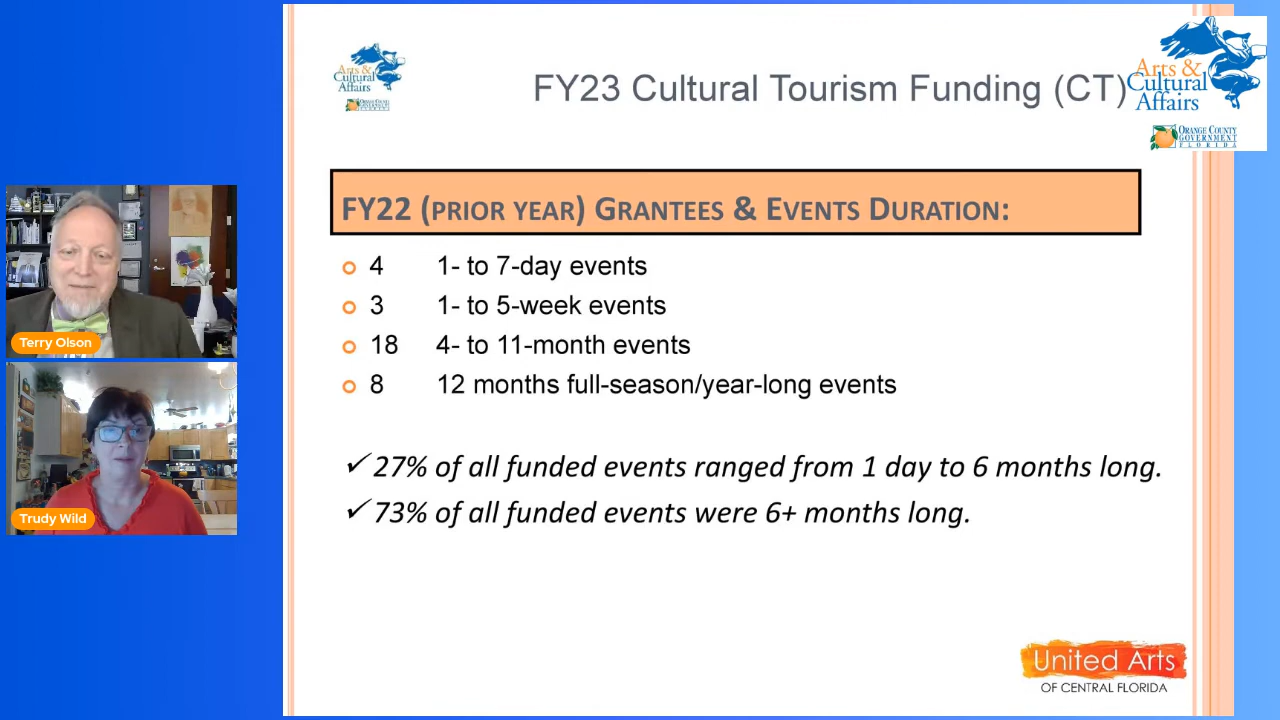 Arts &
Cultural
Affairs
ORANGE COUNTY
GOVERNMENT
FLORIDA
FY23 Cultural Tourism Funding (CT)
Arts &
Cultural
Affairs
ORANGE COUNTY
GOVERNMENT
FLORIDA
FY22 (PRIOR YEAR) GRANTEES & EVENTS DURATION:
4 1- to 7-day events
3 1- to 5-week events
18 4- to 11-month events
8 12 months full-season/year-long events
✓ 27% of all funded events ranged from 1 day to 6 months long.
✓ 73% of all funded events were 6+ months long.
Terry Olson
Trudy Wild
United Arts
OF CENTRAL FLORIDA